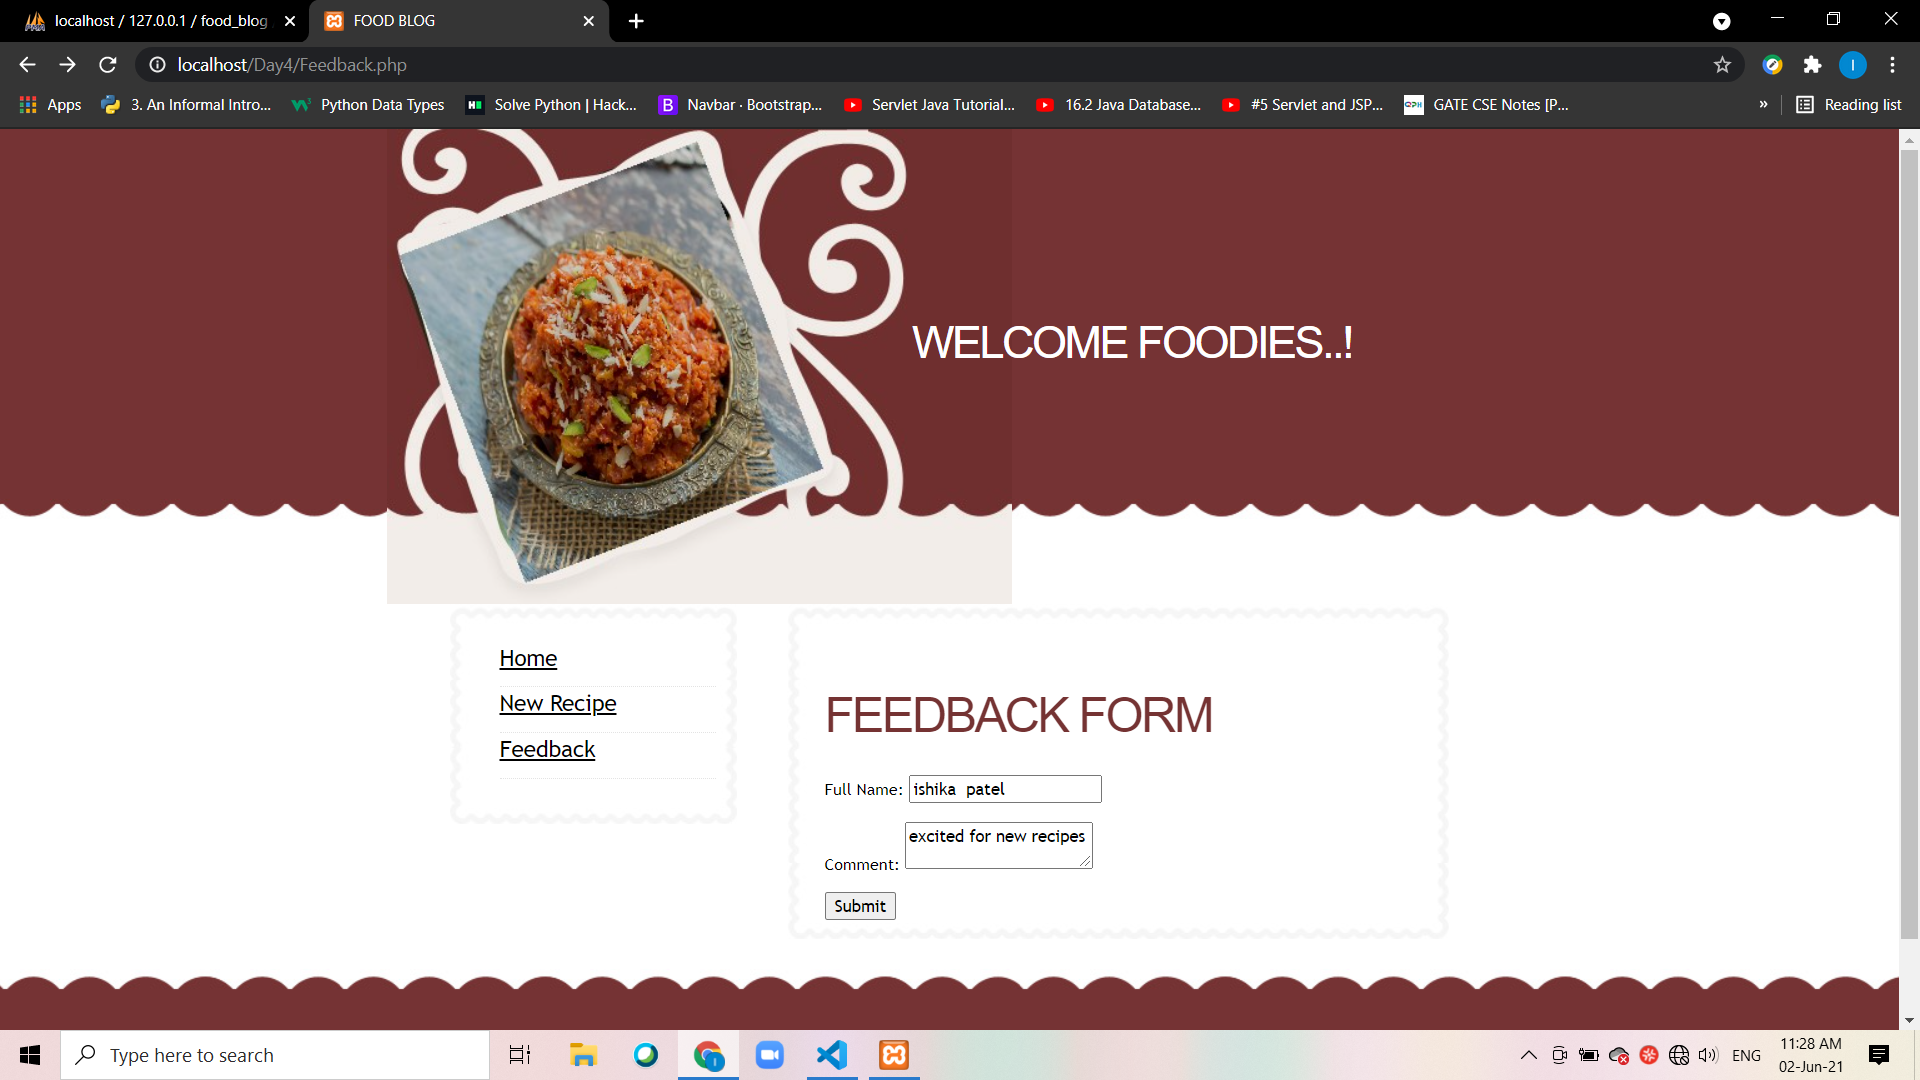 localhost / 127.0.0.1 / food_blog
FOOD BLOG
localhost/Day4/Feedback.php
Apps
3. An Informal Intro...
Python Data Types
Solve Python | Hack...
Navbar · Bootstrap...
Servlet Java Tutorial...
16.2 Java Database...
#5 Servlet and JSP...
GATE CSE Notes [P...
»
Reading list
WELCOME FOODIES..!
Home
New Recipe
Feedback
FEEDBACK FORM
Full Name: ishika  patel
Comment: excited for new recipes
Submit
Type here to search
ENG
11:28 AM
02-Jun-21